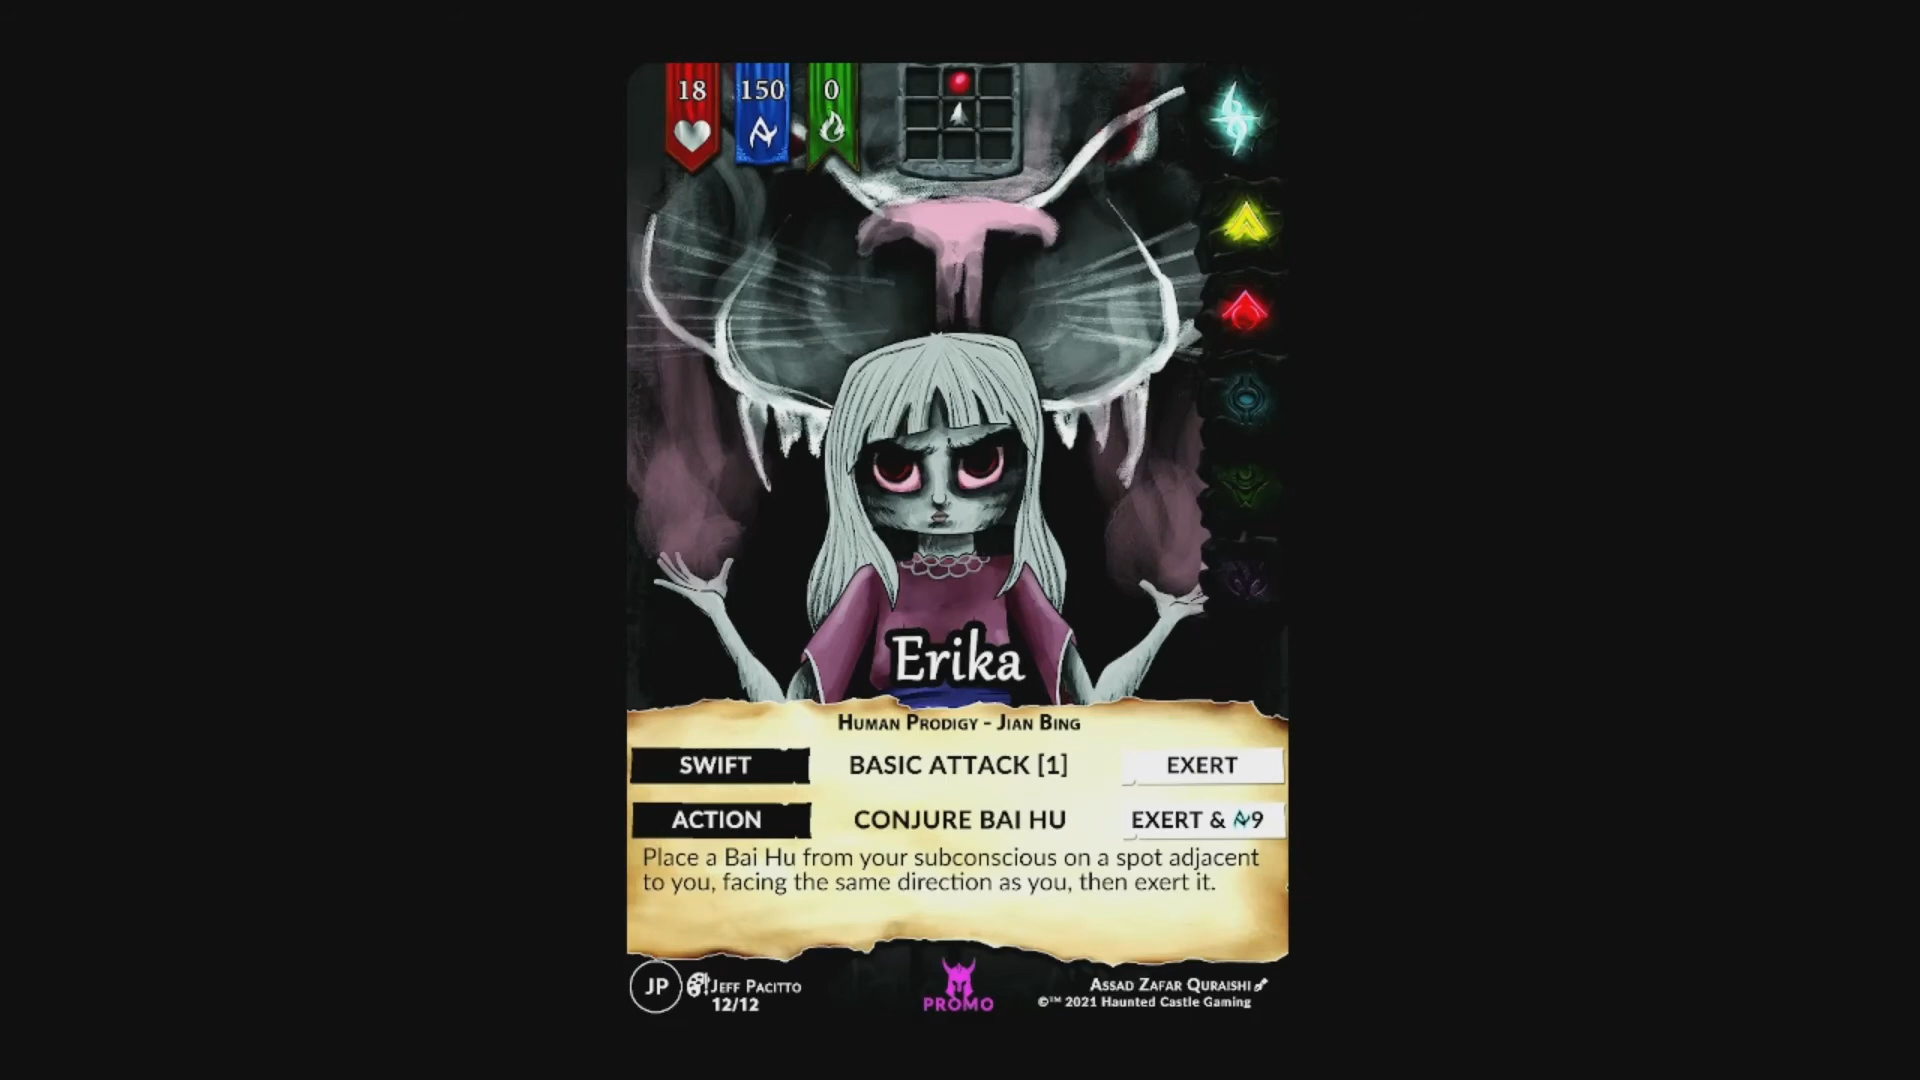 18 150 0
Erika
Human Prodigy - Jian Bing
SWIFT BASIC ATTACK [1] EXERT
ACTION CONJURE BAI HU EXERT & 9
Place a Bai Hu from your subconscious on a spot adjacent
to you, facing the same direction as you, then exert it.
JP Jeff Pacitto PROMO Assad Zafar Quraishi
12/12 ©™ 2021 Haunted Castle Gaming